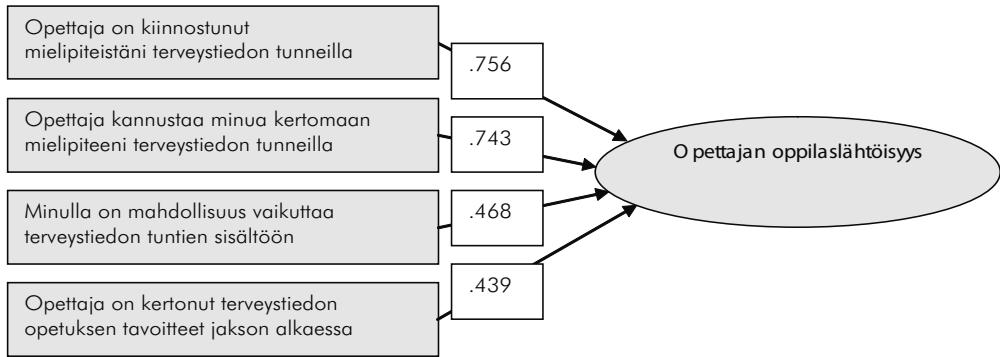 Opettaja on kiinnostunut
mielipiteistäni terveystiedon tunneilla
.756
Opettaja kannustaa minua kertomaan
mielipiteeni terveystiedon tunneilla
.743
Opettajan oppilaslähtöisyys
Minulla on mahdollisuus vaikuttaa
terveystiedon tuntien sisältöön
.468
Opettaja on kertonut terveystiedon
opetuksen tavoitteet jakson alkaessa
.439